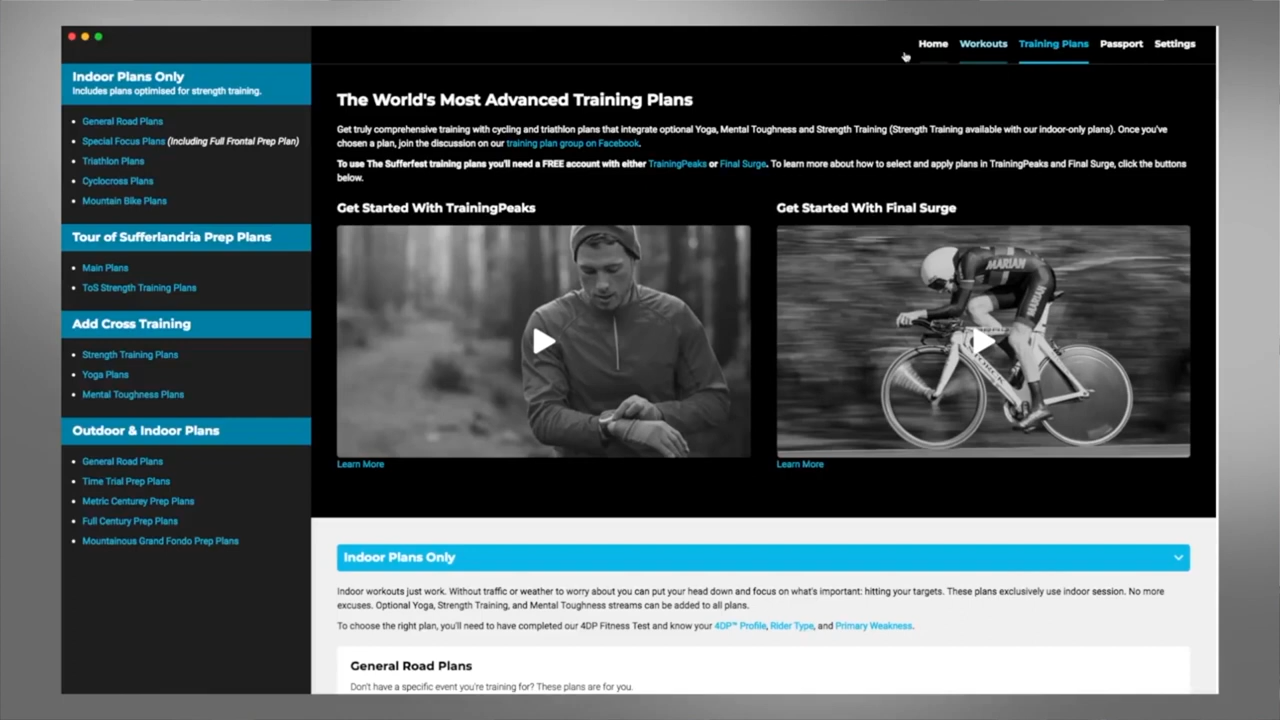 Home Workouts Training Plans Passport Settings
Indoor Plans Only
Includes plans optimised for strength training.
General Road Plans
Special Focus Plans (Including Full Frontal Prep Plan)
Triathlon Plans
Cyclocross Plans
Mountain Bike Plans
Tour of Sufferlandria Prep Plans
Main Plans
ToS Strength Training Plans
Add Cross Training
Strength Training Plans
Yoga Plans
Mental Toughness Plans
Outdoor & Indoor Plans
General Road Plans
Time Trial Prep Plans
Metric Centurey Prep Plans
Full Century Prep Plans
Mountainous Grand Fondo Prep Plans
The World's Most Advanced Training Plans
Get truly comprehensive training with cycling and triathlon plans that integrate optional Yoga, Mental Toughness and Strength Training (Strength Training available with our indoor-only plans). Once you've
chosen a plan, join the discussion on our training plan group on Facebook.
To use The Sufferfest training plans you'll need a FREE account with either TrainingPeaks or Final Surge. To learn more about how to select and apply plans in TrainingPeaks and Final Surge, click the buttons
below.
Get Started With TrainingPeaks
Learn More
Get Started With Final Surge
MARIAN
Learn More
Indoor Plans Only
Indoor workouts just work. Without traffic or weather to worry about you can put your head down and focus on what's important: hitting your targets. These plans exclusively use indoor session. No more
excuses. Optional Yoga, Strength Training, and Mental Toughness streams can be added to all plans.
To choose the right plan, you'll need to have completed our 4DP Fitness Test and know your 4DP™ Profile, Rider Type, and Primary Weakness.
General Road Plans
Don't have a specific event you're training for? These plans are for you.